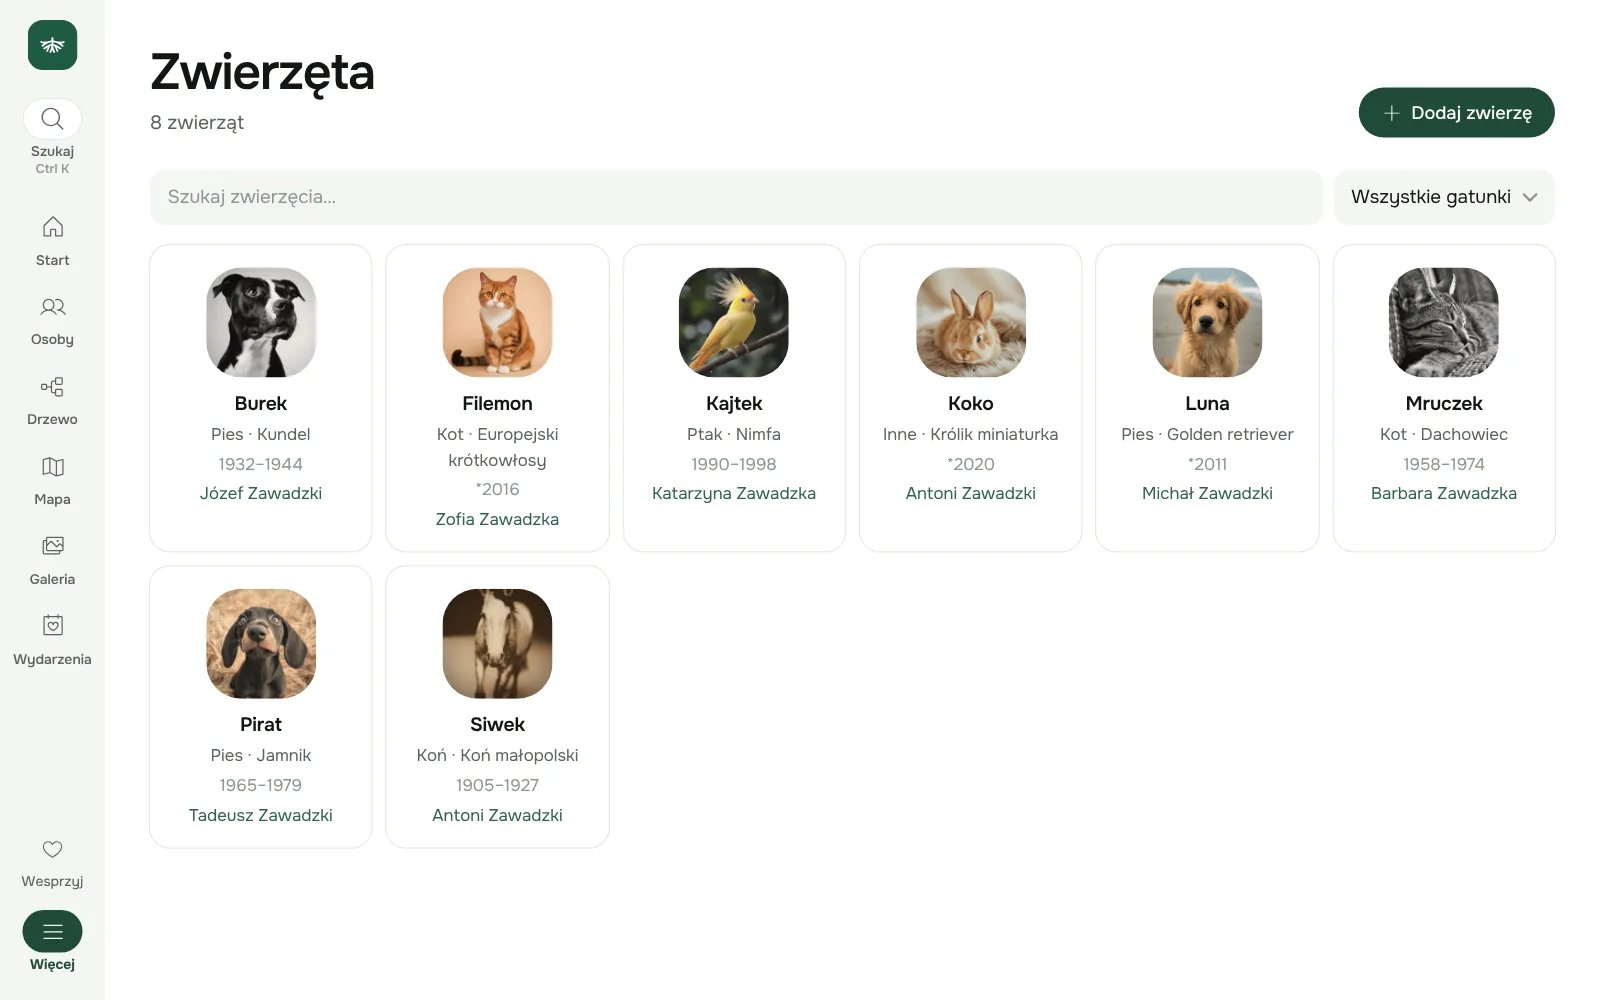 Szukaj
Ctrl K
Start
Osoby
Drzewo
Mapa
Galeria
Wydarzenia
Wesprzyj
Więcej
Zwierzęta
8 zwierząt
Dodaj zwierzę
Szukaj zwierzęcia...
Wszystkie gatunki
Burek
Pies · Kundel
1932–1944
Józef Zawadzki
Filemon
Kot · Europejski
krótkowłosy
*2016
Zofia Zawadzka
Kajtek
Ptak · Nimfa
1990–1998
Katarzyna Zawadzka
Koko
Inne · Królik miniaturka
*2020
Antoni Zawadzki
Luna
Pies · Golden retriever
*2011
Michał Zawadzki
Mruczek
Kot · Dachowiec
1958–1974
Barbara Zawadzka
Pirat
Pies · Jamnik
1965–1979
Tadeusz Zawadzki
Siwek
Koń · Koń małopolski
1905–1927
Antoni Zawadzki